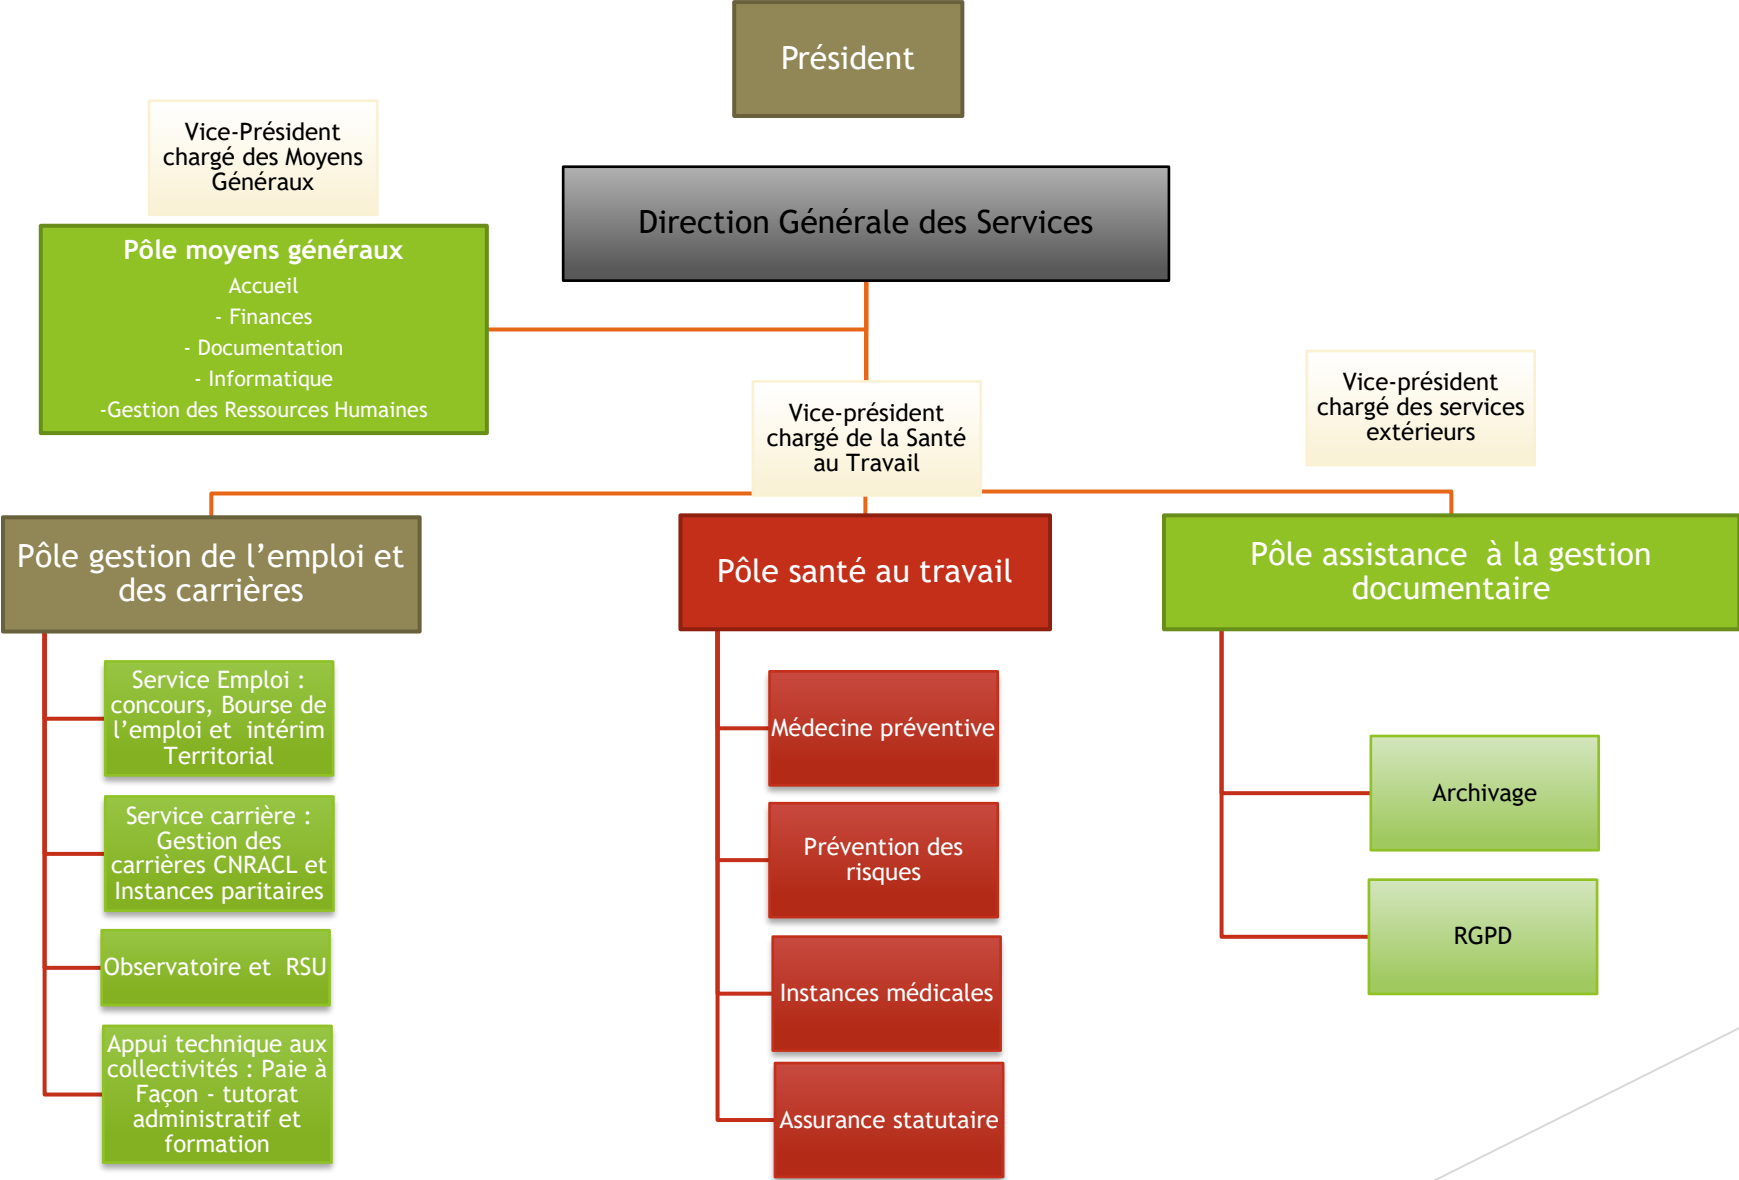 Président
Vice-Président
chargé des Moyens
Généraux
Direction Générale des Services
Pôle moyens généraux
Accueil
- Finances
- Documentation
- Informatique
-Gestion des Ressources Humaines
Vice-président
chargé de la Santé
au Travail
Vice-président
chargé des services
extérieurs
Pôle gestion de l’emploi et
des carrières
Pôle santé au travail
Pôle assistance à la gestion
documentaire
Service Emploi :
concours, Bourse de
l’emploi et intérim
Territorial
Service carrière :
Gestion des
carrières CNRACL et
Instances paritaires
Observatoire et RSU
Appui technique aux
collectivités : Paie à
Façon - tutorat
administratif et
formation
Médecine préventive
Prévention des
risques
Instances médicales
Assurance statutaire
Archivage
RGPD